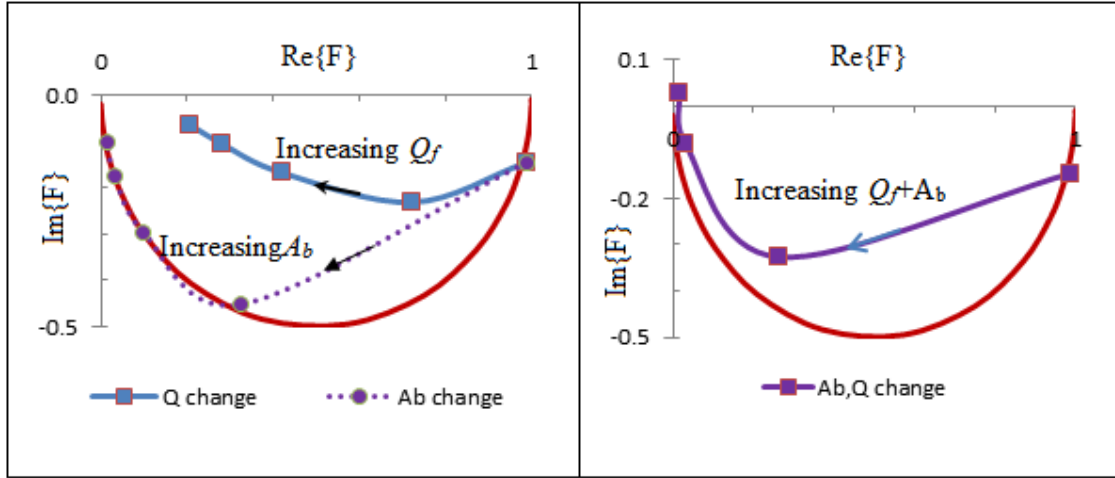 Re{F}
0
1
0.0
Increasing Qf
Im{F}
IncreasingAb
-0.5
Q change
Ab change
Re{F}
0.1
0
1
Increasing Qf+Ab
-0.2
Im{F}
-0.5
Ab,Q change